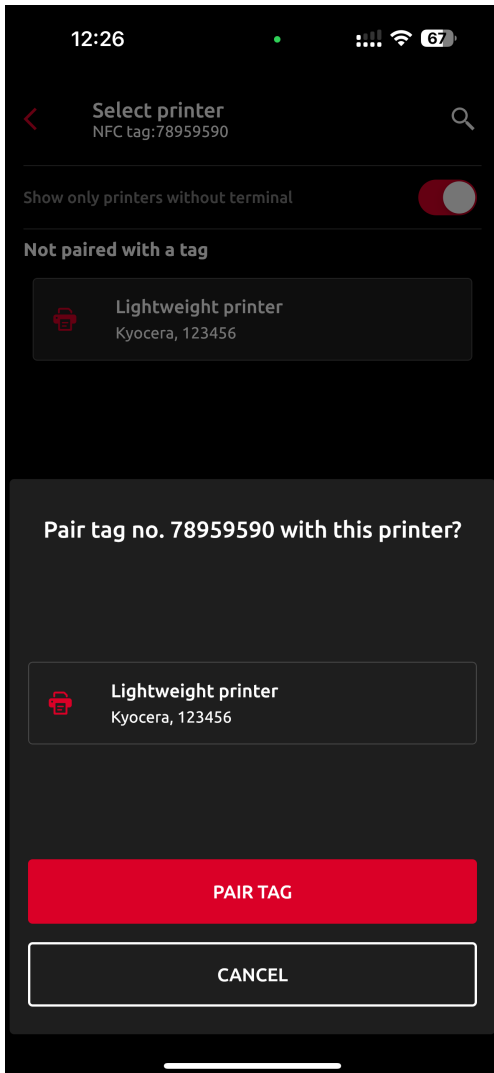 12:26
67
Select printer
NFC tag:78959590
Show only printers without terminal
Not paired with a tag
Lightweight printer
Kyocera, 123456
Pair tag no. 78959590 with this printer?
Lightweight printer
Kyocera, 123456
PAIR TAG
CANCEL